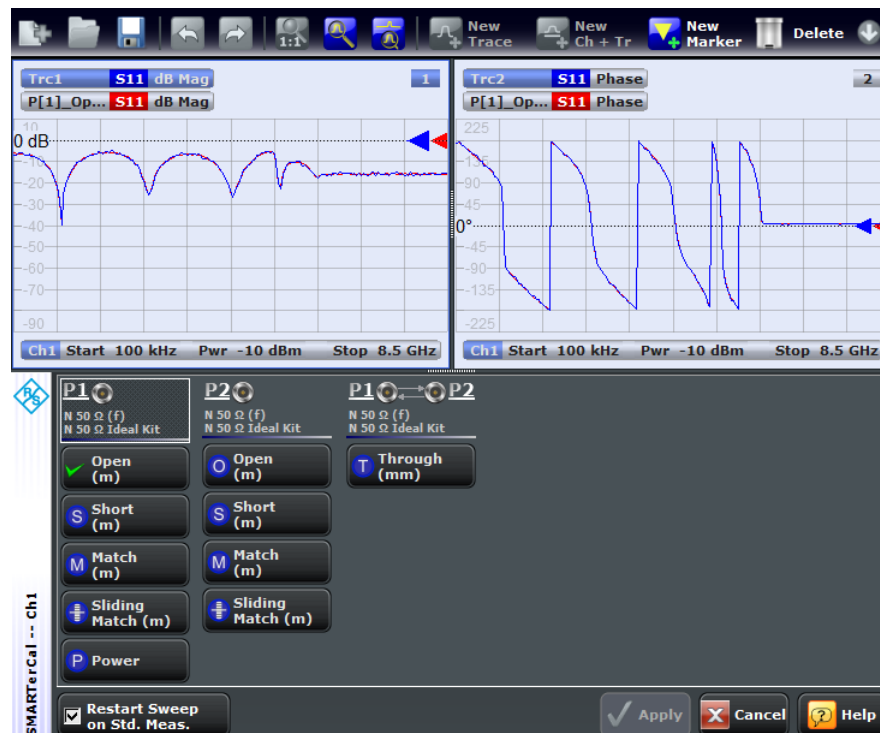 1:1
New Trace
New Ch + Tr
New Marker
Delete
Trc1 S11 dB Mag 1
P[1]_Op... S11 dB Mag
10
0 dB
-10
-20
-30
-40
-50
-60
-70
-90
Ch1 Start 100 kHz Pwr -10 dBm Stop 8.5 GHz
Trc2 S11 Phase 2
P[1]_Op... S11 Phase
225
135
90
45
0°
-45
-90
-135
-225
Ch1 Start 100 kHz Pwr -10 dBm Stop 8.5 GHz
R&S
P1
N 50 Ω (f)
N 50 Ω Ideal Kit
Open
(m)
S Short
(m)
M Match
(m)
Sliding
Match (m)
P Power
P2
N 50 Ω (f)
N 50 Ω Ideal Kit
O Open
(m)
S Short
(m)
M Match
(m)
Sliding
Match (m)
P1 P2
N 50 Ω (f)
N 50 Ω Ideal Kit
T Through
(mm)
SMARTerCal -- Ch1
Restart Sweep
on Std. Meas.
Apply
Cancel
Help